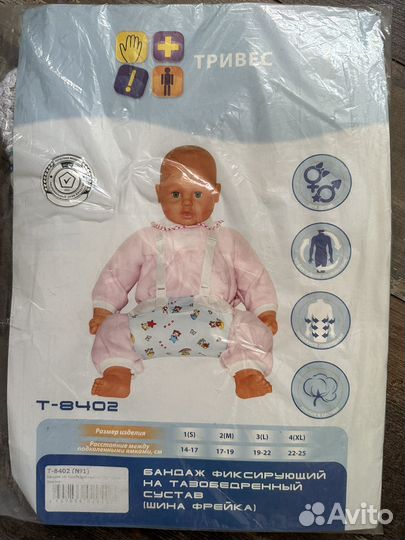 ТРИВЕС
Т-8402
Размер изделия 1(S) 2(M) 3(L) 4(XL)
Расстояние между подколенными ямками, см 14-17 17-19 19-22 22-25
Т-8402 (№1)
БАНДАЖ ФИКСИРУЮЩИЙ
НА ТАЗОБЕДРЕННЫЙ
СУСТАВ
(ШИНА ФРЕЙКА)
Avito